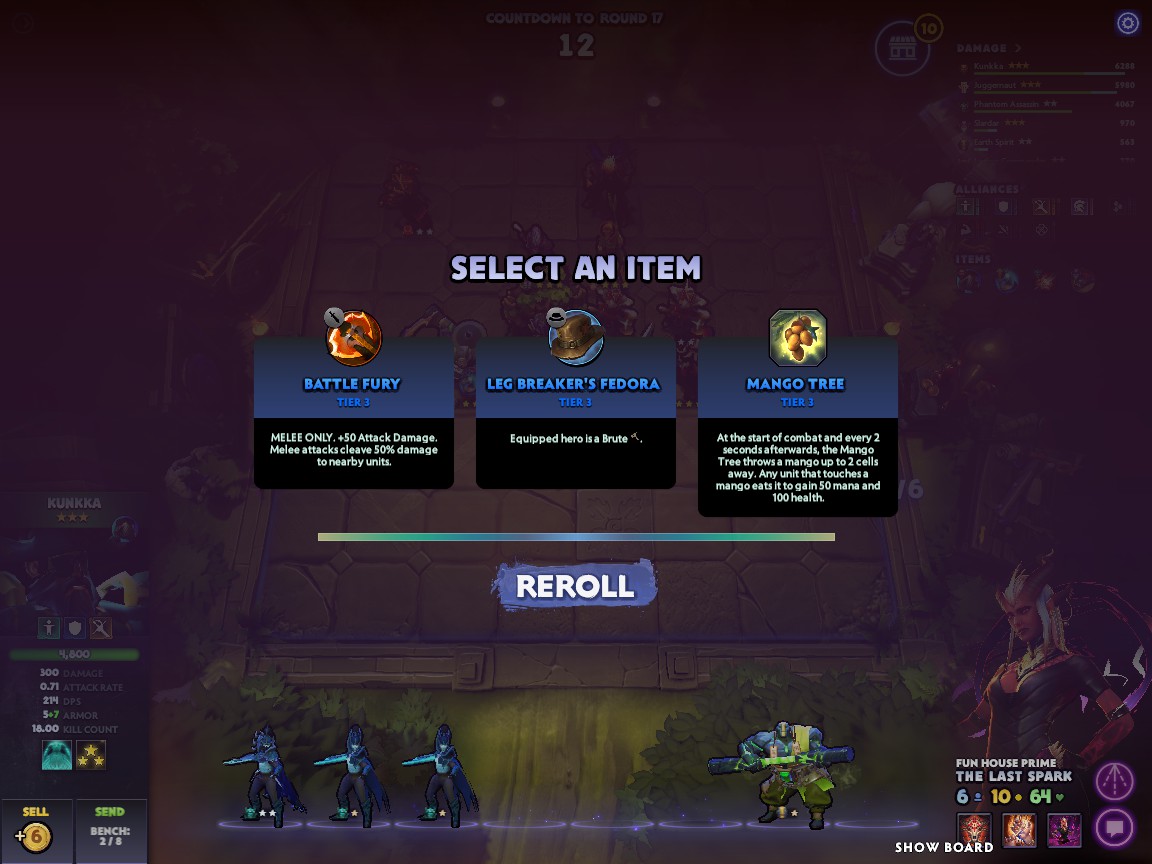 COUNTDOWN TO ROUND 17
12
10
DAMAGE >
Kunkka 6288
Juggernaut 5980
Phantom Assassin 4067
Slardar 970
Earth Spirit 563
ALLIANCES
ITEMS
SELECT AN ITEM
BATTLE FURY
TIER 3
MELEE ONLY. +50 Attack Damage.
Melee attacks cleave 50% damage
to nearby units.
LEG BREAKER'S FEDORA
TIER 3
Equipped hero is a Brute .
MANGO TREE
TIER 3
At the start of combat and every 2
seconds afterwards, the Mango
Tree throws a mango up to 2 cells
away. Any unit that touches a
mango eats it to gain 50 mana and
100 health.
/6
REROLL
KUNKKA
4,800
300 DAMAGE
0.71 ATTACK RATE
214 DPS
5+7 ARMOR
18.00 KILL COUNT
SELL
+6
SEND
BENCH:
2 / 8
FUN HOUSE PRIME
THE LAST SPARK
6 10 64
SHOW BOARD